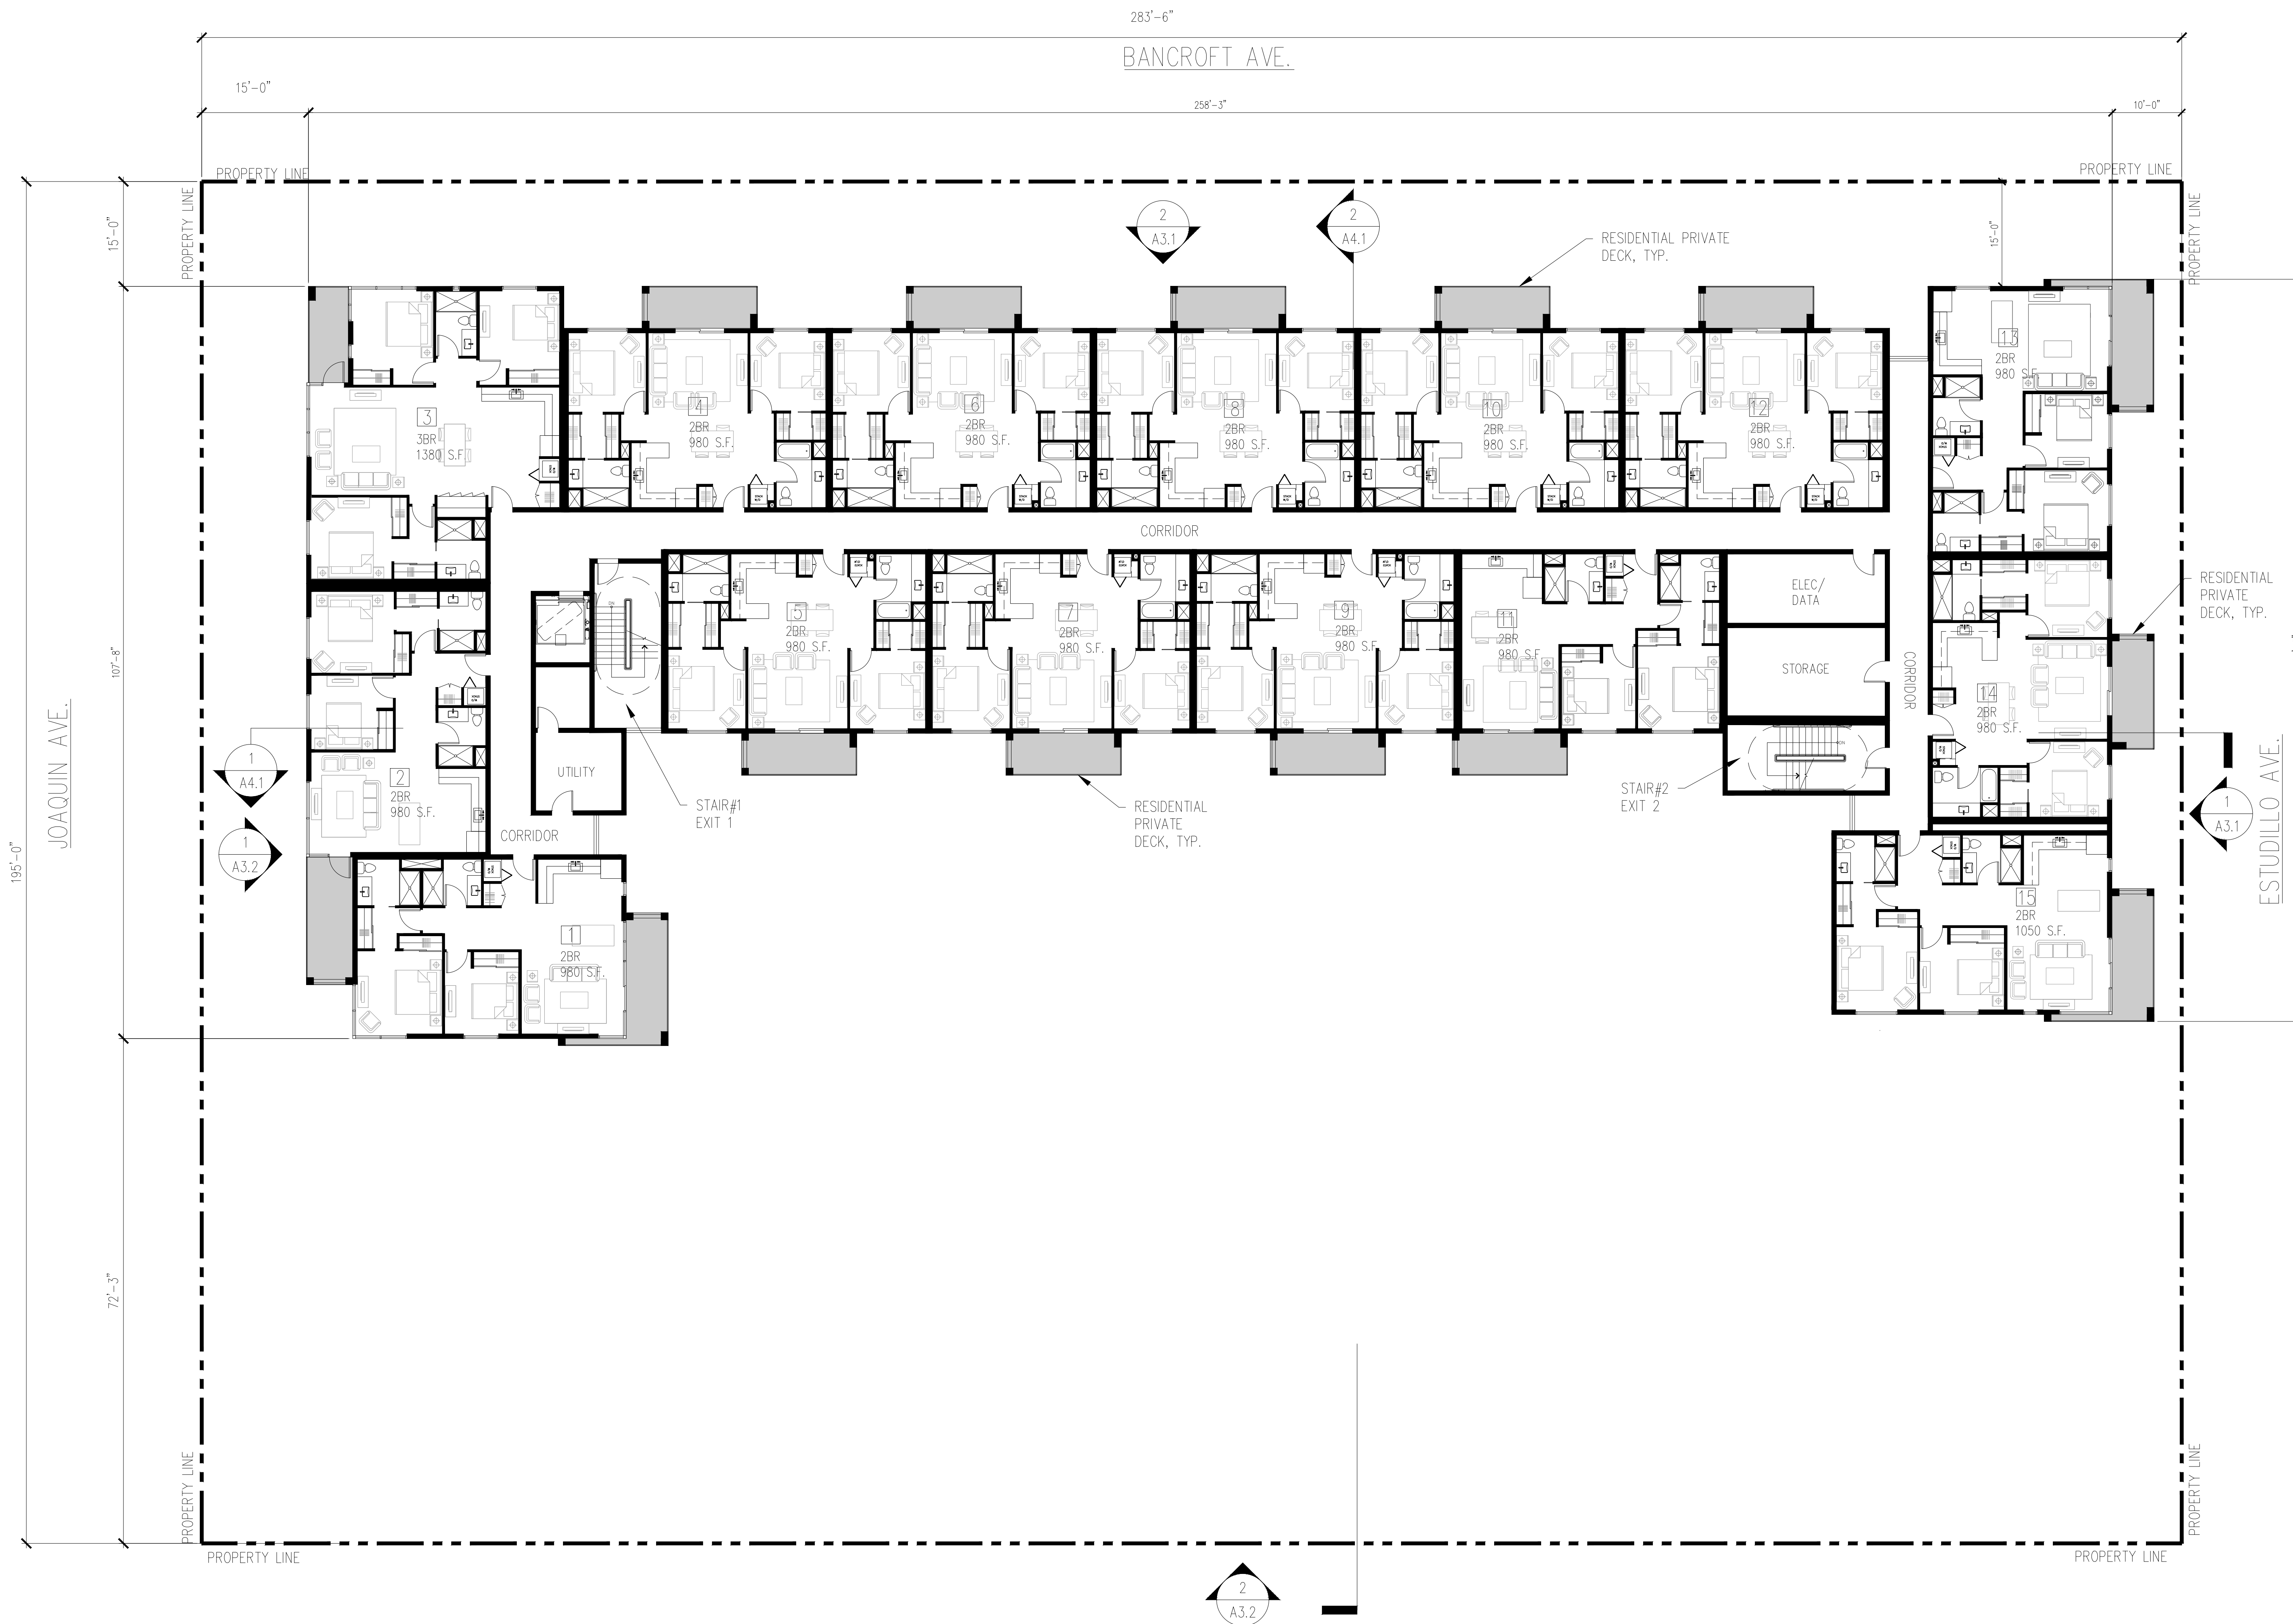 283'-6"
BANCROFT AVE.
15'-0"
258'-3"
10'-0"
PROPERTY LINE
PROPERTY LINE
PROPERTY LINE
PROPERTY LINE
15'-0"
15'-0"
2
A3.1
2
A4.1
RESIDENTIAL PRIVATE
DECK, TYP.
3
3BR
1380 S.F.
4
2BR
980 S.F.
6
2BR
980 S.F.
8
2BR
980 S.F.
10
2BR
980 S.F.
12
2BR
980 S.F.
13
2BR
980 S.F.
CORRIDOR
ELEC/
DATA
STORAGE
CORRIDOR
RESIDENTIAL
PRIVATE
DECK, TYP.
5
2BR
980 S.F.
7
2BR
980 S.F.
9
2BR
980 S.F.
11
2BR
980 S.F.
14
2BR
980 S.F.
DN
DN
107'-8"
195'-0"
JOAQUIN AVE.
1
A4.1
1
A3.2
2
2BR
980 S.F.
UTILITY
STAIR#1
EXIT 1
CORRIDOR
RESIDENTIAL
PRIVATE
DECK, TYP.
STAIR#2
EXIT 2
1
A3.1
ESTUDILLO AVE.
1
2BR
980 S.F.
15
2BR
1050 S.F.
72'-3"
PROPERTY LINE
PROPERTY LINE
PROPERTY LINE
PROPERTY LINE
2
A3.2